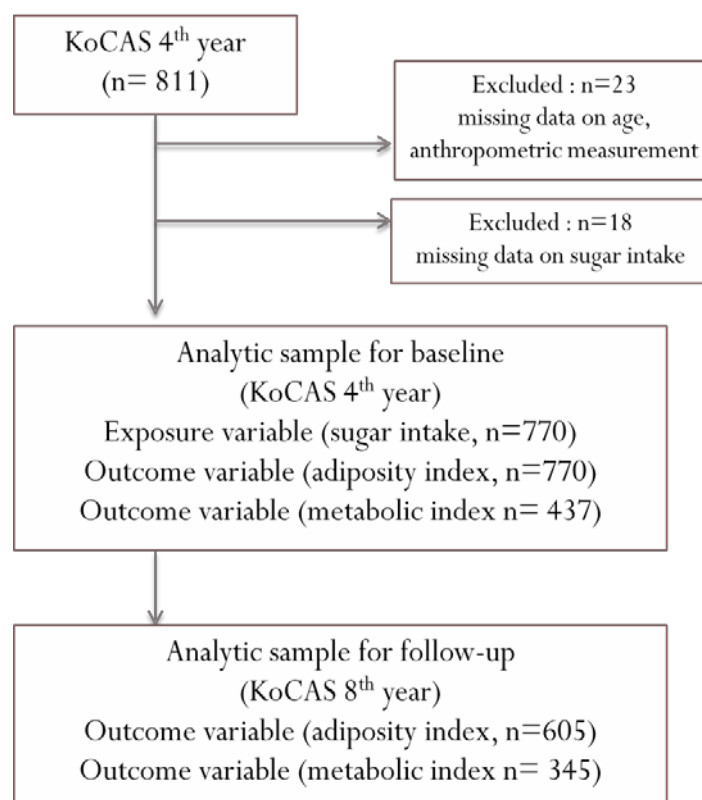 KoCAS 4th year
(n= 811)
Excluded : n=23
missing data on age,
anthropometric measurement
Excluded : n=18
missing data on sugar intake
Analytic sample for baseline
(KoCAS 4th year)
Exposure variable (sugar intake, n=770)
Outcome variable (adiposity index, n=770)
Outcome variable (metabolic index n= 437)
Analytic sample for follow-up
(KoCAS 8th year)
Outcome variable (adiposity index, n=605)
Outcome variable (metabolic index n= 345)